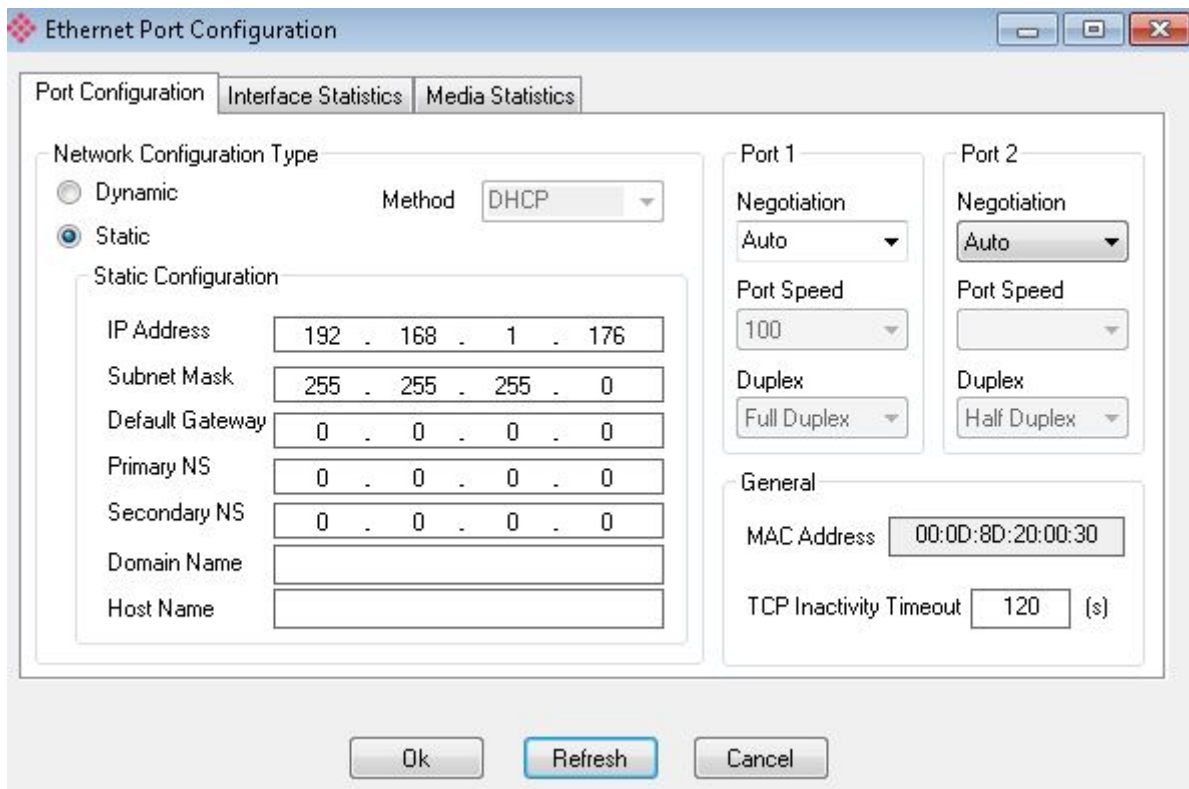 Ethernet Port Configuration
Port Configuration
Interface Statistics
Media Statistics
Network Configuration Type
Dynamic
Method
DHCP
Static
Static Configuration
IP Address
192 . 168 . 1 . 176
Subnet Mask
255 . 255 . 255 . 0
Default Gateway
0 . 0 . 0 . 0
Primary NS
0 . 0 . 0 . 0
Secondary NS
0 . 0 . 0 . 0
Domain Name
Host Name
Port 1
Negotiation
Auto
Port Speed
100
Duplex
Full Duplex
Port 2
Negotiation
Auto
Port Speed
Duplex
Half Duplex
General
MAC Address
00:0D:8D:20:00:30
TCP Inactivity Timeout
120
(s)
Ok
Refresh
Cancel